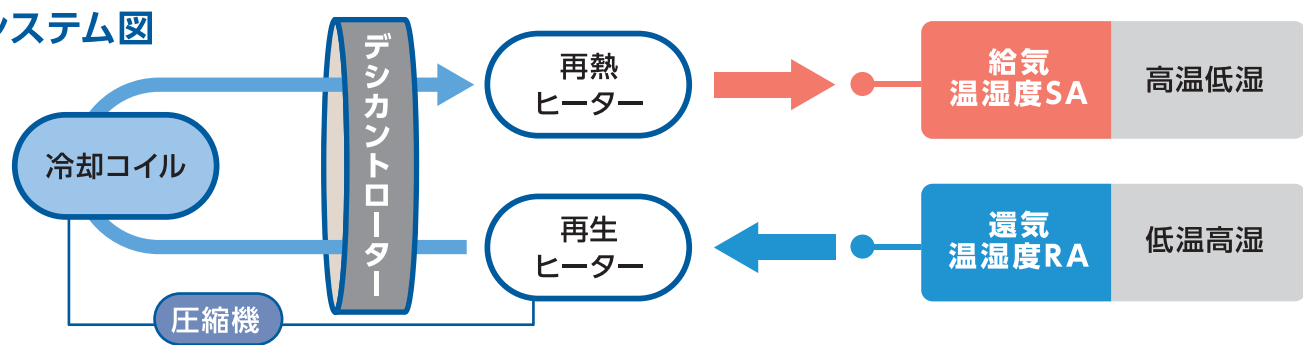 システム図
デシカントローター
再熱
ヒーター
給気
温湿度SA
高温低湿
冷却コイル
再生
ヒーター
還気
温湿度RA
低温高湿
圧縮機